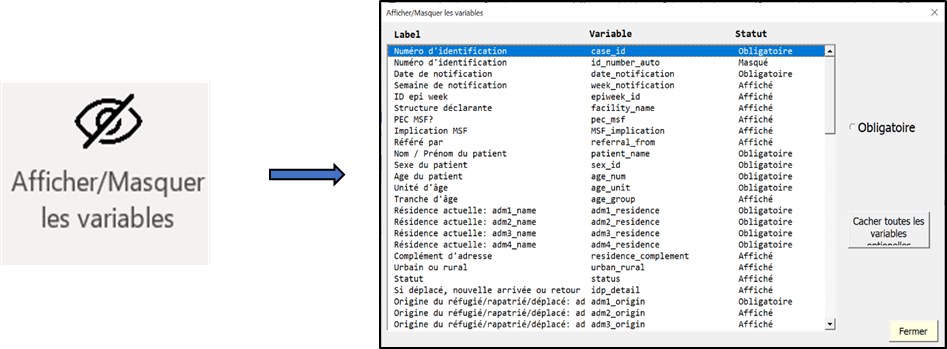 Afficher/Masquer
les variables
Afficher/Masquer les variables
Label Variable Statut
Numéro d'identification case_id Obligatoire
Numéro d'identification id_number_auto Masqué
Date de notification date_notification Obligatoire
Semaine de notification week_notification Affiché
ID epi week epiweek_id Affiché
Structure déclarante facility_name Affiché
PEC MSF? pec_msf Affiché
Implication MSF MSF_implication Affiché
Référé par referral_from Affiché
Nom / Prénom du patient patient_name Obligatoire
Sexe du patient sex_id Obligatoire
Age du patient age_num Obligatoire
Unité d'âge age_unit Obligatoire
Tranche d'âge age_group Affiché
Résidence actuelle: adm1_name adm1_residence Obligatoire
Résidence actuelle: adm2_name adm2_residence Obligatoire
Résidence actuelle: adm3_name adm3_residence Obligatoire
Résidence actuelle: adm4_name adm4_residence Obligatoire
Complément d'adresse residence_complement Affiché
Urbain ou rural urban_rural Affiché
Statut status Affiché
Si déplacé, nouvelle arrivée ou retour idp_detail Affiché
Origine du réfugié/rapatrié/déplacé: ad adm1_origin Obligatoire
Origine du réfugié/rapatrié/déplacé: ad adm2_origin Affiché
Origine du réfugié/rapatrié/déplacé: ad adm3_origin Affiché
Obligatoire
Cacher toutes les
variables
Fermer